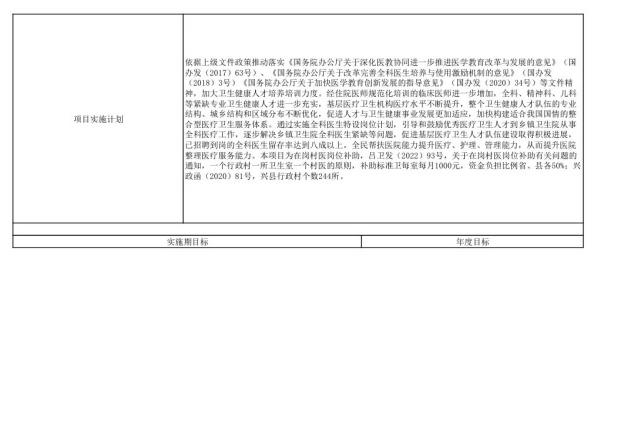 项目实施计划
依据上级文件政策推动落实《国务院办公厅关于深化医教协同进一步推进医学教育改革与发展的意见》（国
办发（2017）63号）、《国务院办公厅关于改革完善全科医生培养与使用激励机制的意见》（国办发
（2018）3号）《国务院办公厅关于加快医学教育创新发展的指导意见》（国办发（2020）34号）等文件精
神，加大卫生健康人才培养培训力度。经住院医师规范化培训的临床医师进一步增加，全科、精神科、儿科
等紧缺专业卫生健康人才进一步充实，基层医疗卫生机构医疗水平不断提升，整个卫生健康人才队伍的专业
结构、城乡结构和区域分布不断优化，促进人才与卫生健康事业发展更加适应，加快构建适合我国国情的整
合型医疗卫生服务体系。通过实施全科医生特设岗位计划，引导和鼓励优秀医疗卫生人才到乡镇卫生院从事
全科医疗工作，逐步解决乡镇卫生院全科医生紧缺等问题，促进基层医疗卫生人才队伍建设取得积极进展，
已招聘到岗的全科医生留存率达到八成以上，全民帮扶医院能力提升医疗、护理、管理能力，从而提升医院
整理医疗服务能力。本项目为在岗村医岗位补助，吕卫发（2022）93号，关于在岗村医岗位补助有关问题的
通知，一个行政村一所卫生室一个村医的原则，补助标准卫每室每月1000元，资金负担比例省、县各50%；兴
政函（2020）81号，兴县行政村个数244所。
实施期目标
年度目标